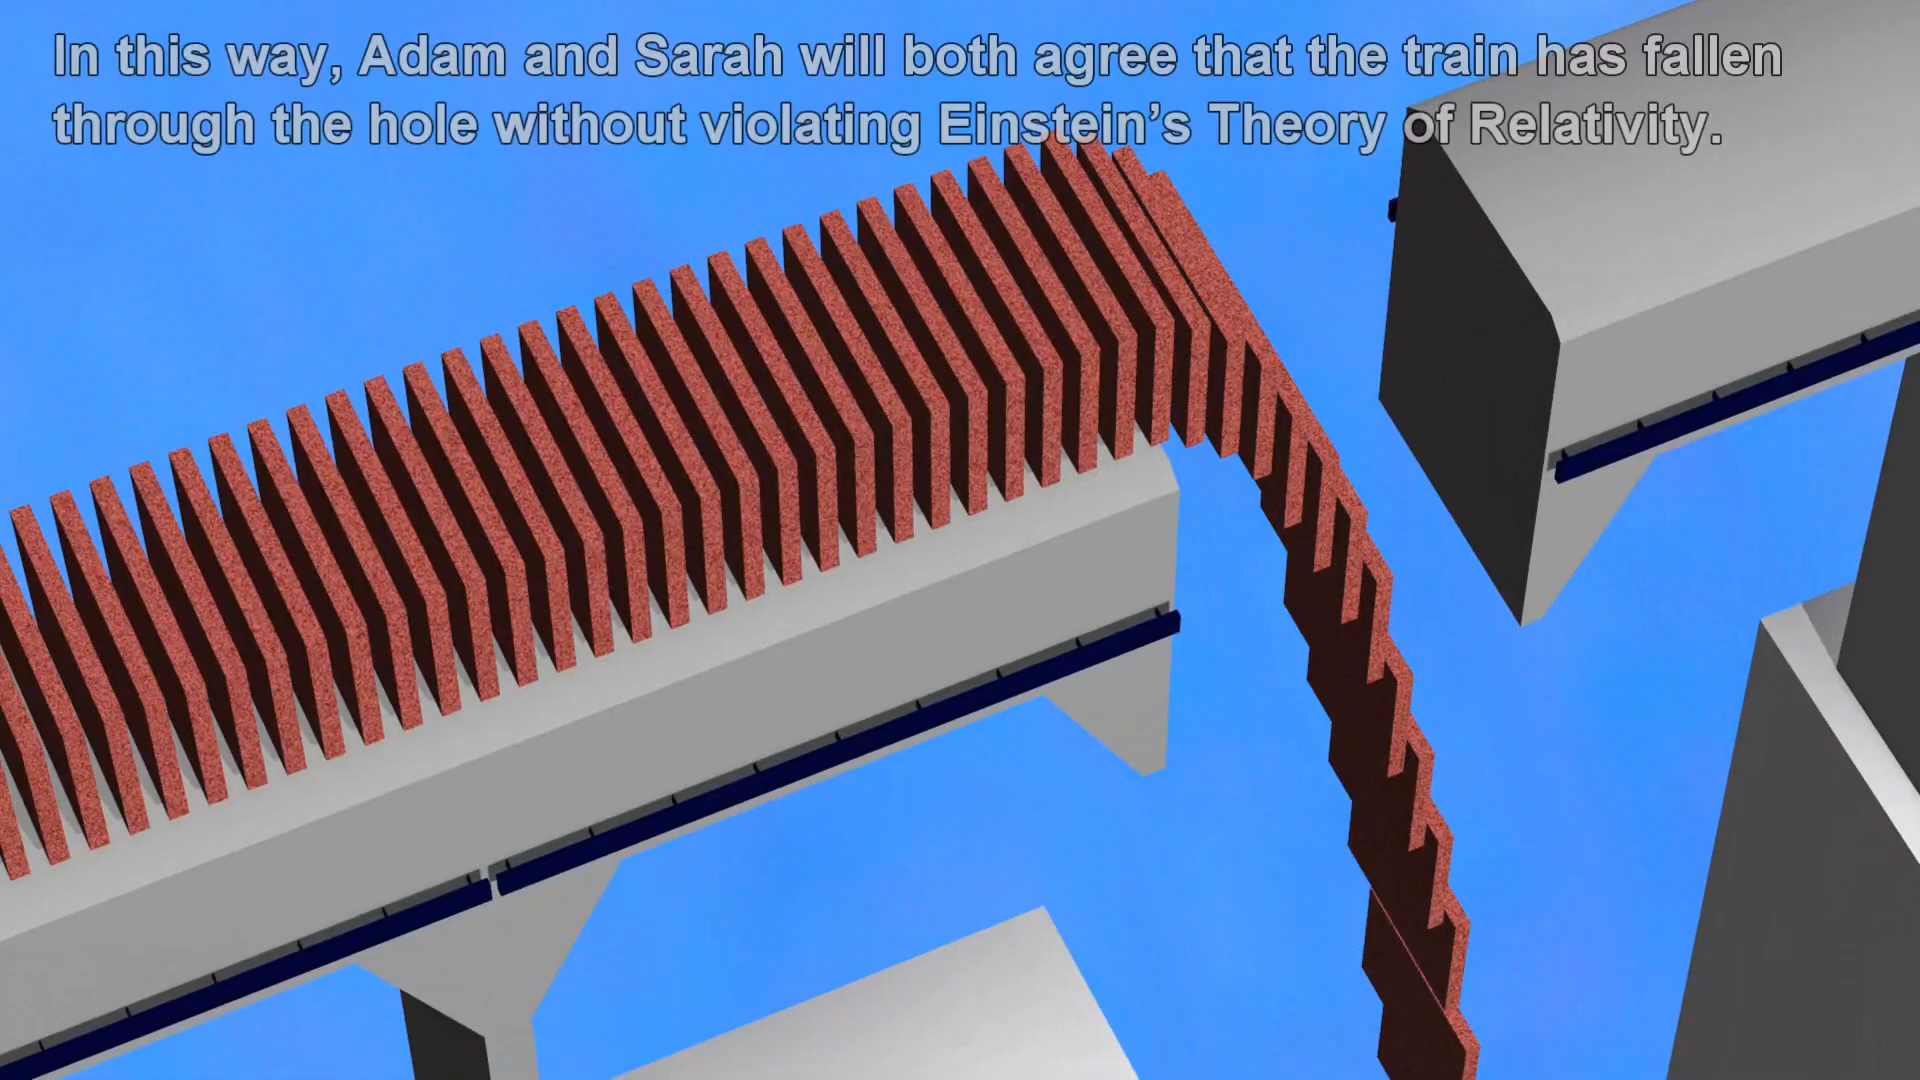 In this way, Adam and Sarah will both agree that the train has fallen
through the hole without violating Einstein’s Theory of Relativity.